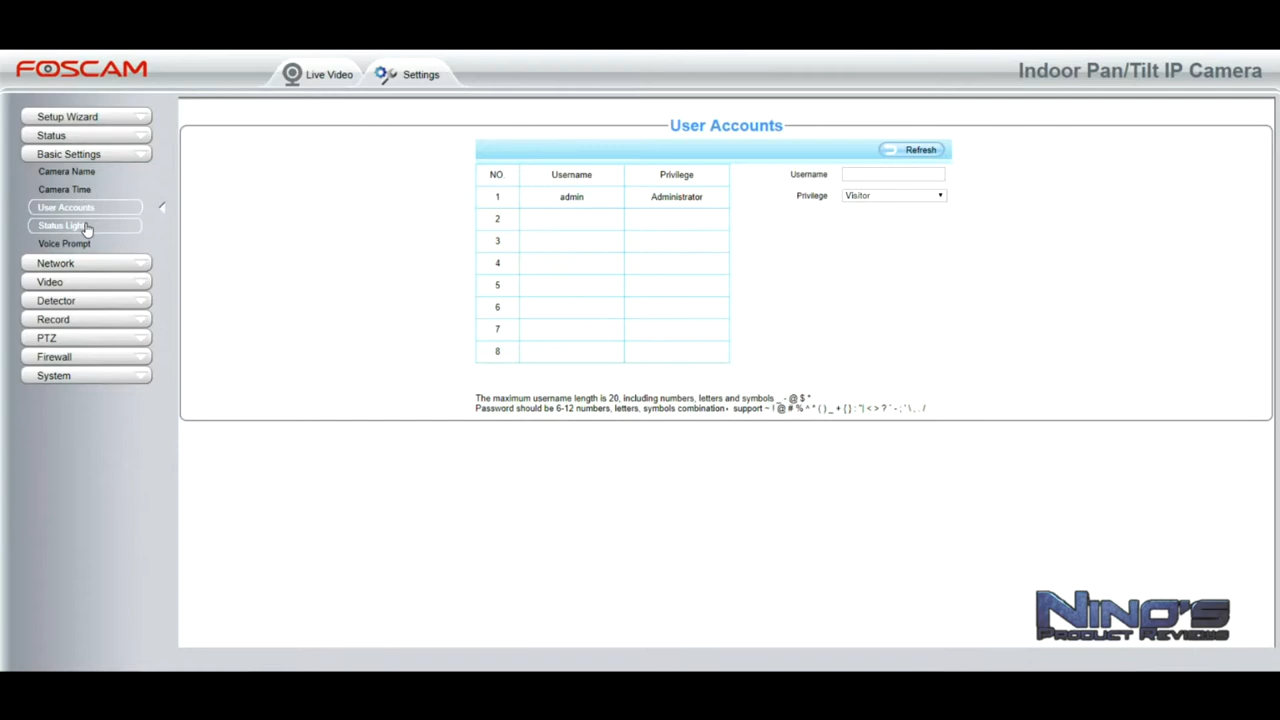 FOSCAM
Live Video
Settings
Indoor Pan/Tilt IP Camera
Setup Wizard
Status
Basic Settings
Camera Name
Camera Time
User Accounts
Status Light
Voice Prompt
Network
Video
Detector
Record
PTZ
Firewall
System
User Accounts
Refresh
NO. Username Privilege
1 admin Administrator
2
3
4
5
6
7
8
Username
Privilege Visitor
The maximum username length is 20, including numbers, letters and symbols _ - @ $ *
Password should be 6-12 numbers, letters, symbols combination, support ~ ! @ # % ^ * ( ) _ + { } : " | < > ? ` - ; ' \ , . /
NINO'S
PRODUCT REVIEWS